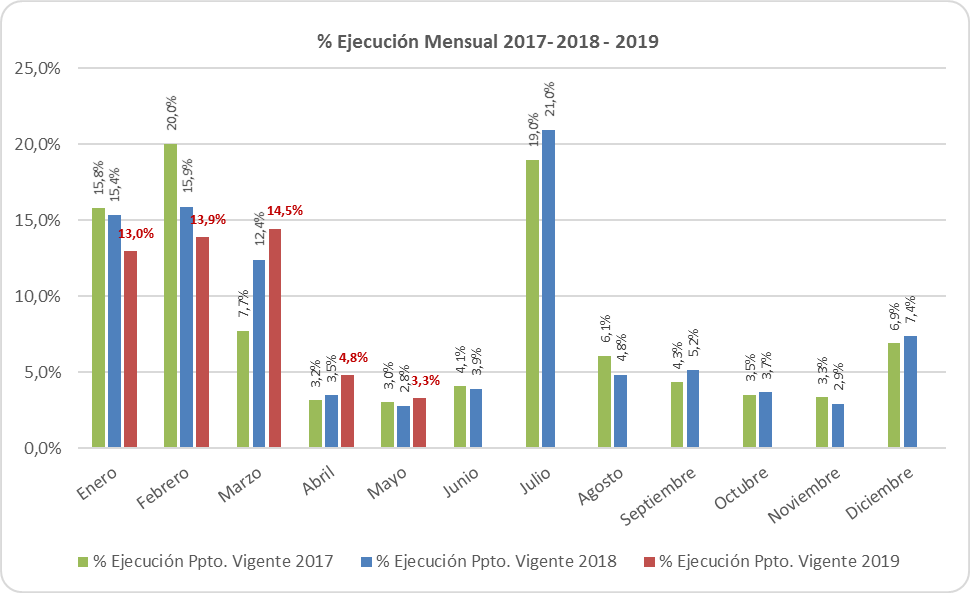 % Ejecución Mensual 2017- 2018 - 2019
25,0%
20,0%
15,0%
10,0%
5,0%
0,0%
15,8%
15,4%
13,0%
20,0%
15,9%
13,9%
7,7%
12,4%
14,5%
3,2%
3,5%
4,8%
3,0%
2,8%
3,3%
4,1%
3,9%
19,0%
21,0%
6,1%
4,8%
4,3%
5,2%
3,5%
3,7%
3,3%
2,9%
6,9%
7,4%
Enero
Febrero
Marzo
Abril
Mayo
Junio
Julio
Agosto
Septiembre
Octubre
Noviembre
Diciembre
% Ejecución Ppto. Vigente 2017
% Ejecución Ppto. Vigente 2018
% Ejecución Ppto. Vigente 2019